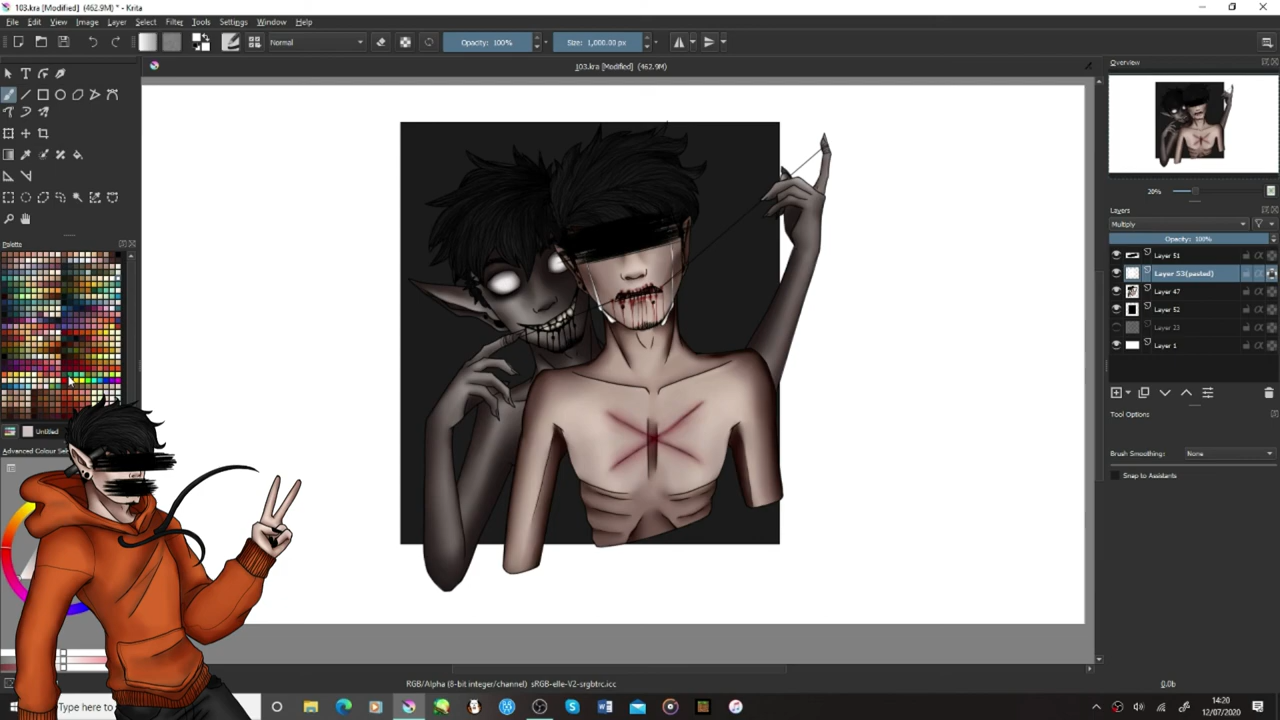 103.kra [Modified] (462.9M) * - Krita
File Edit View Image Layer Select Filter Tools Settings Window Help
Normal Opacity: 100% Size: 1,000.00 px
103.kra [Modified] (462.9M)
Overview
20%
Layers
Multiply
Opacity: 100%
Layer 51
Layer 53(pasted)
Layer 47
Layer 52
Layer 23
Layer 1
Tool Options
Brush Smoothing: None
Snap to Assistants
Palette
Untitled
Advanced Colour Sel
RGB/Alpha (8-bit integer/channel) sRGB-elle-V2-srgbtrc.icc
0.0b
Type here to
14:20
12/07/2020